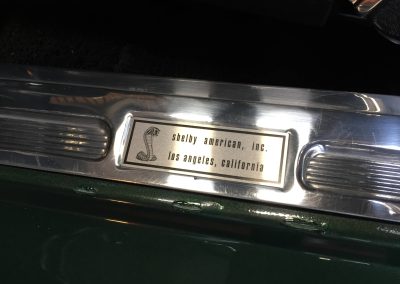 shelby american, inc.
los angeles, california